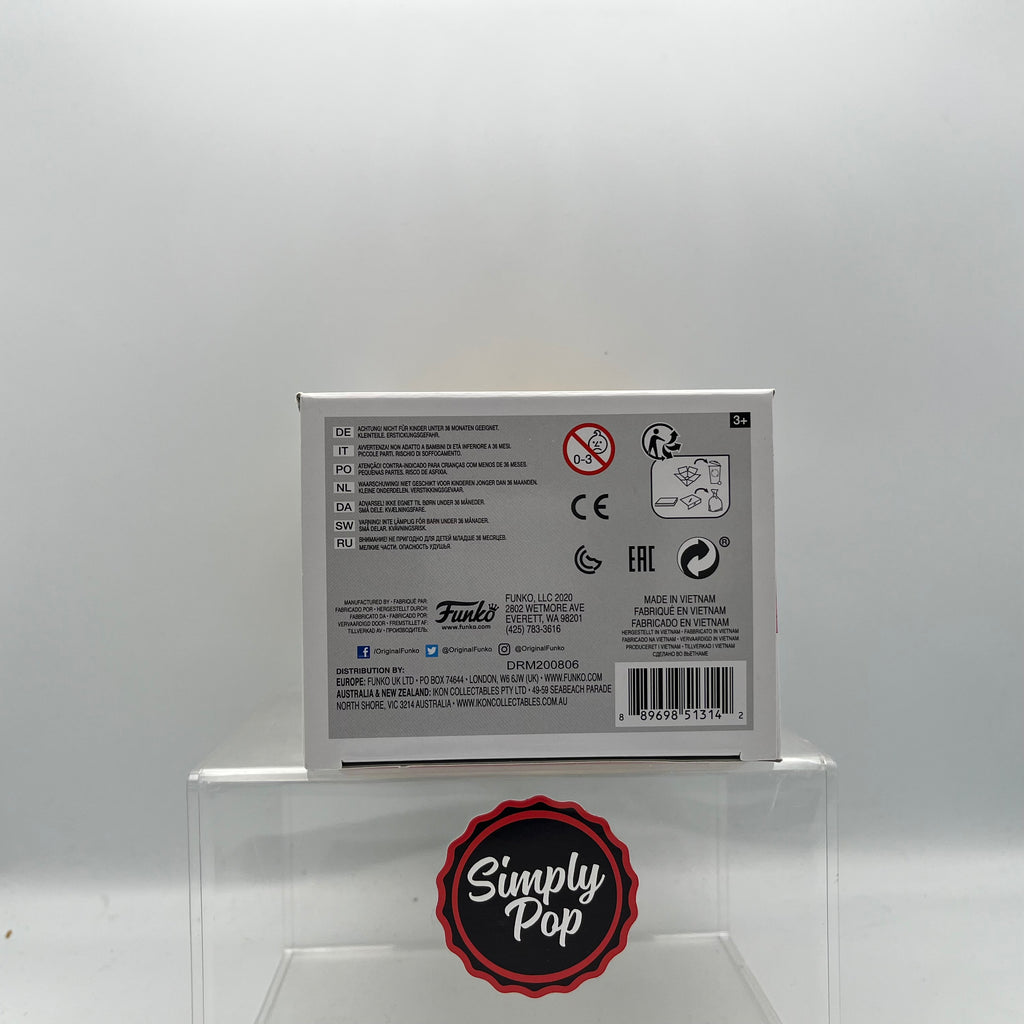 3+
DE ACHTUNG! NICHT FÜR KINDER UNTER 36 MONATEN GEEIGNET.
KLEINTEILE. ERSTICKUNGSGEFAHR.
IT AVVERTENZA! NON ADATTO A BAMBINI DI ETÀ INFERIORE A 36 MESI.
PICCOLE PARTI. RISCHIO DI SOFFOCAMENTO.
PO ATENÇÃO! CONTRA-INDICADO PARA CRIANÇAS COM MENOS DE 36 MESES.
PEQUENAS PARTES. RISCO DE ASFIXIA.
NL WAARSCHUWING! NIET GESCHIKT VOOR KINDEREN JONGER DAN 36 MAANDEN.
KLEINE ONDERDELEN. VERSTIKKINGSGEVAAR.
DA ADVARSEL! IKKE EGNET TIL BØRN UNDER 36 MÅNEDER.
SMÅ DELE. KVÆLNINGSFARE.
SW VARNING! INTE LÄMPLIG FÖR BARN UNDER 36 MÅNADER.
SMÅ DELAR. KVÄVNINGSRISK.
RU ВНИМАНИЕ! НЕ ПРИГОДНО ДЛЯ ДЕТЕЙ МЛАДШЕ 36 МЕСЯЦЕВ.
МЕЛКИЕ ЧАСТИ. ОПАСНОСТЬ УДУШЬЯ.
0-3
CE
EAC
®
MANUFACTURED BY • FABRIQUÉ PAR:
FABRICADO POR • HERGESTELLT DURCH:
FABBRICATO DA • FABRICADO POR:
VERVAARDIGD DOOR • FREMSTILLET AF:
TILLVERKAD AV • ПРОИЗВОДИТЕЛЬ:
Funko
www.funko.com
FUNKO, LLC 2020
2802 WETMORE AVE
EVERETT, WA 98201
(425) 783-3616
/OriginalFunko @OriginalFunko @OriginalFunko
DRM200806
MADE IN VIETNAM
FABRIQUÉ EN VIETNAM
FABRICADO EN VIETNAM
HERGESTELLT IN VIETNAM • FABBRICATO IN VIETNAM
FABRICADO NA VIETNAM • VERVAARDIGD IN VIETNAM
PRODUCERET I VIETNAM • TILLVERKAD I VIETNAM
СДЕЛАНО ВО ВЬЕТНАМЕ
DISTRIBUTION BY:
EUROPE: FUNKO UK LTD • PO BOX 74644 • LONDON, W6 6JW (UK) • WWW.FUNKO.COM
AUSTRALIA & NEW ZEALAND: IKON COLLECTABLES PTY LTD • 49-59 SEABEACH PARADE
NORTH SHORE, VIC 3214 AUSTRALIA • WWW.IKONCOLLECTABLES.COM.AU
8 89698 51314 2
Simply
Pop